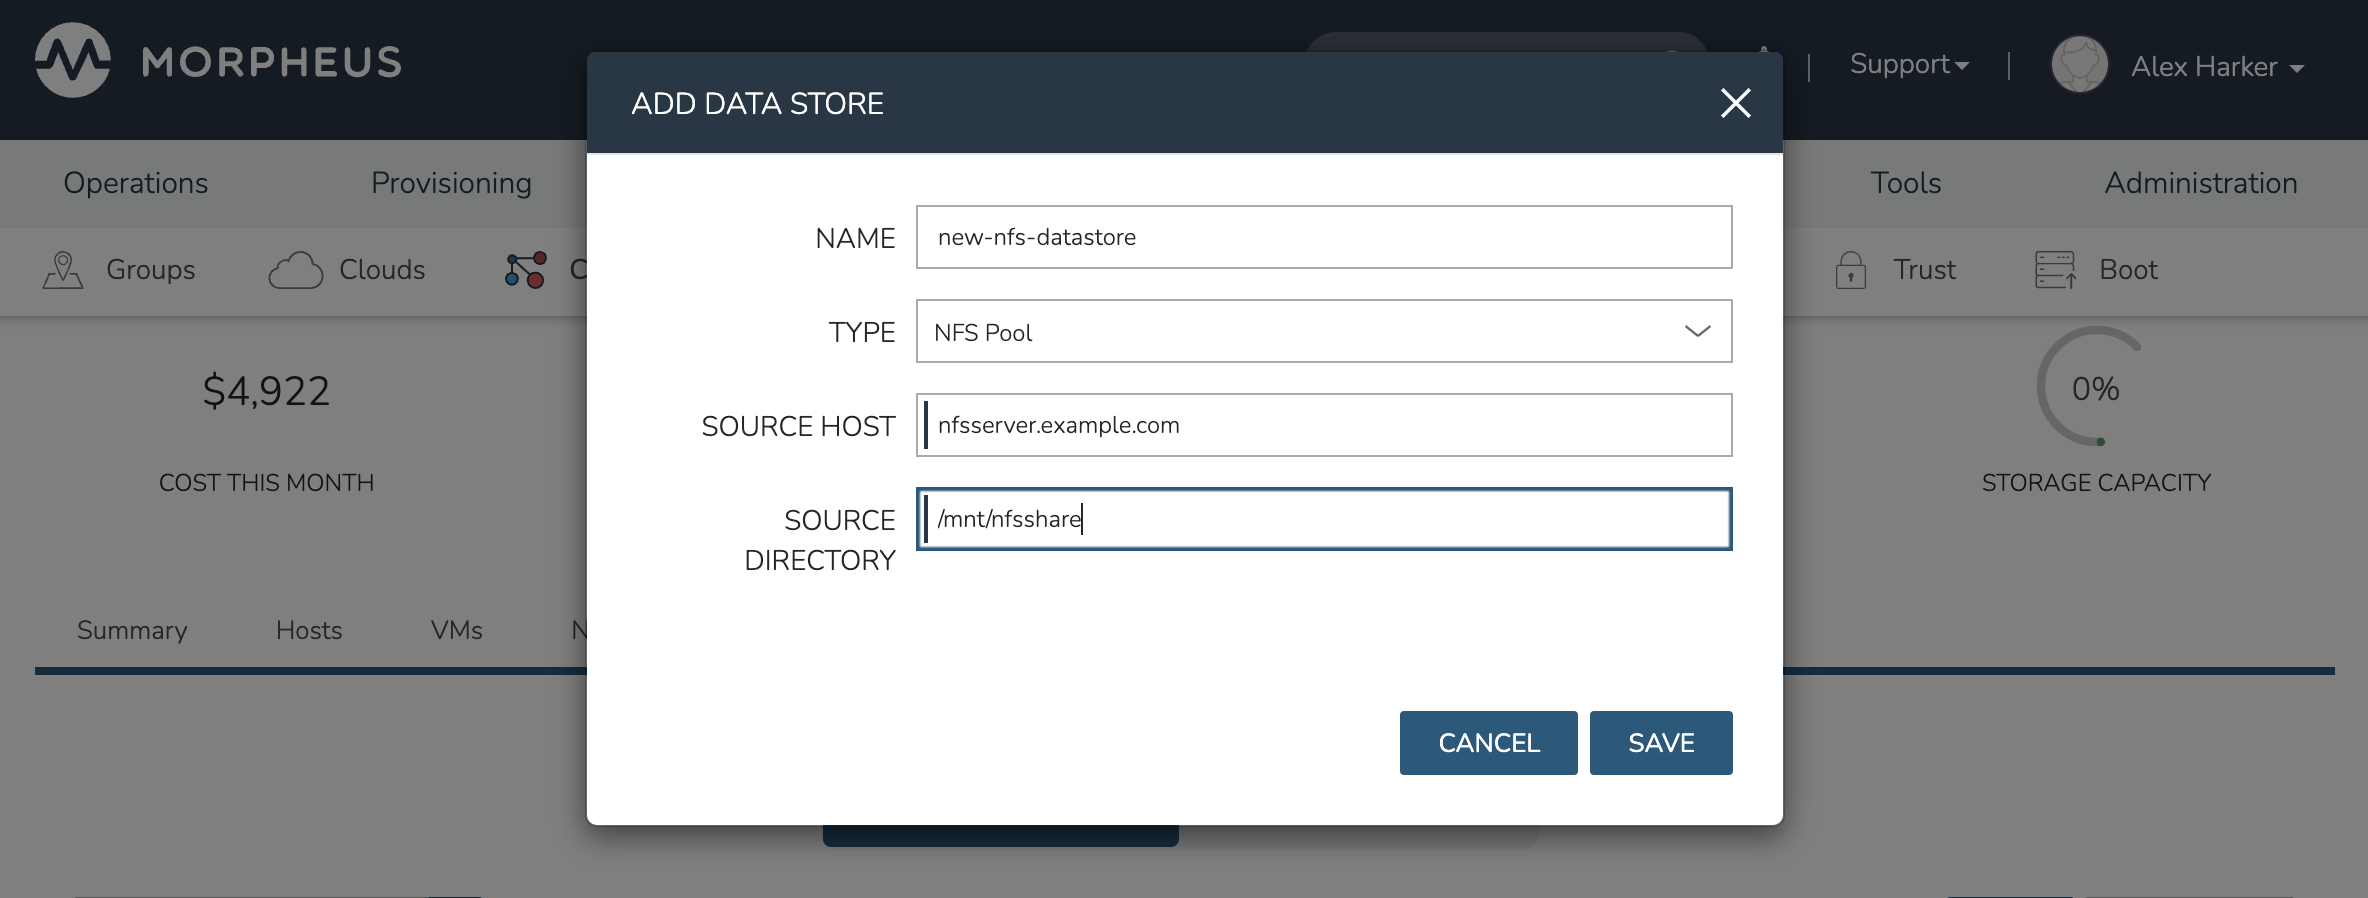 MORPHEUS
Support
Alex Harker
ADD DATA STORE
Operations
Provisioning
Tools
Administration
Groups
Clouds
C
Trust
Boot
NAME
new-nfs-datastore
TYPE
NFS Pool
SOURCE HOST
nfsserver.example.com
SOURCE
DIRECTORY
/mnt/nfsshare
$4,922
COST THIS MONTH
0%
STORAGE CAPACITY
Summary
Hosts
VMs
N
CANCEL
SAVE